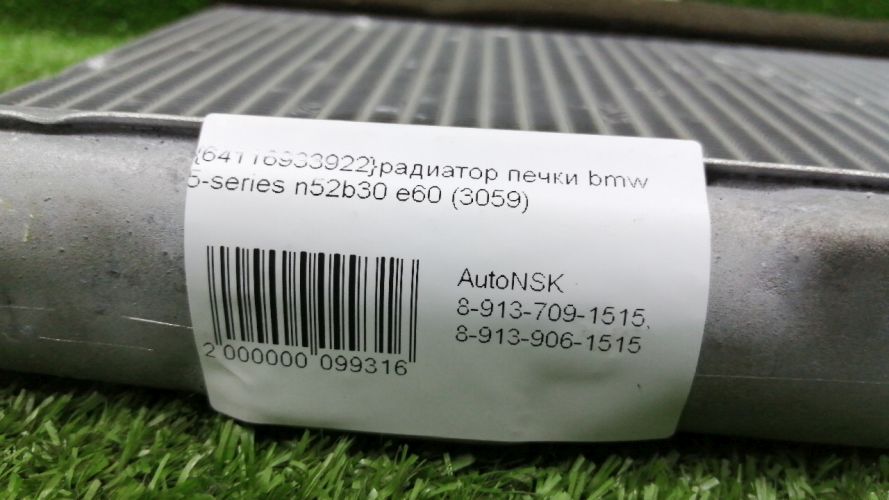 {64116933922}радиатор печки bmw
5-series n52b30 e60 (3059)
AutoNSK
8-913-709-1515,
8-913-906-1515
2 000000 099316